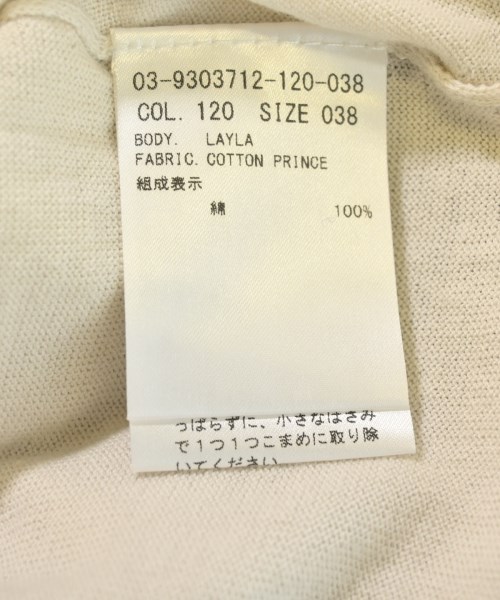 03-9303712-120-038
COL. 120 SIZE 038
BODY. LAYLA
FABRIC. COTTON PRINCE
組成表示
綿 100%
っぱらずに、小さなはさみ
で1つ1つこまめに取り除
いてください